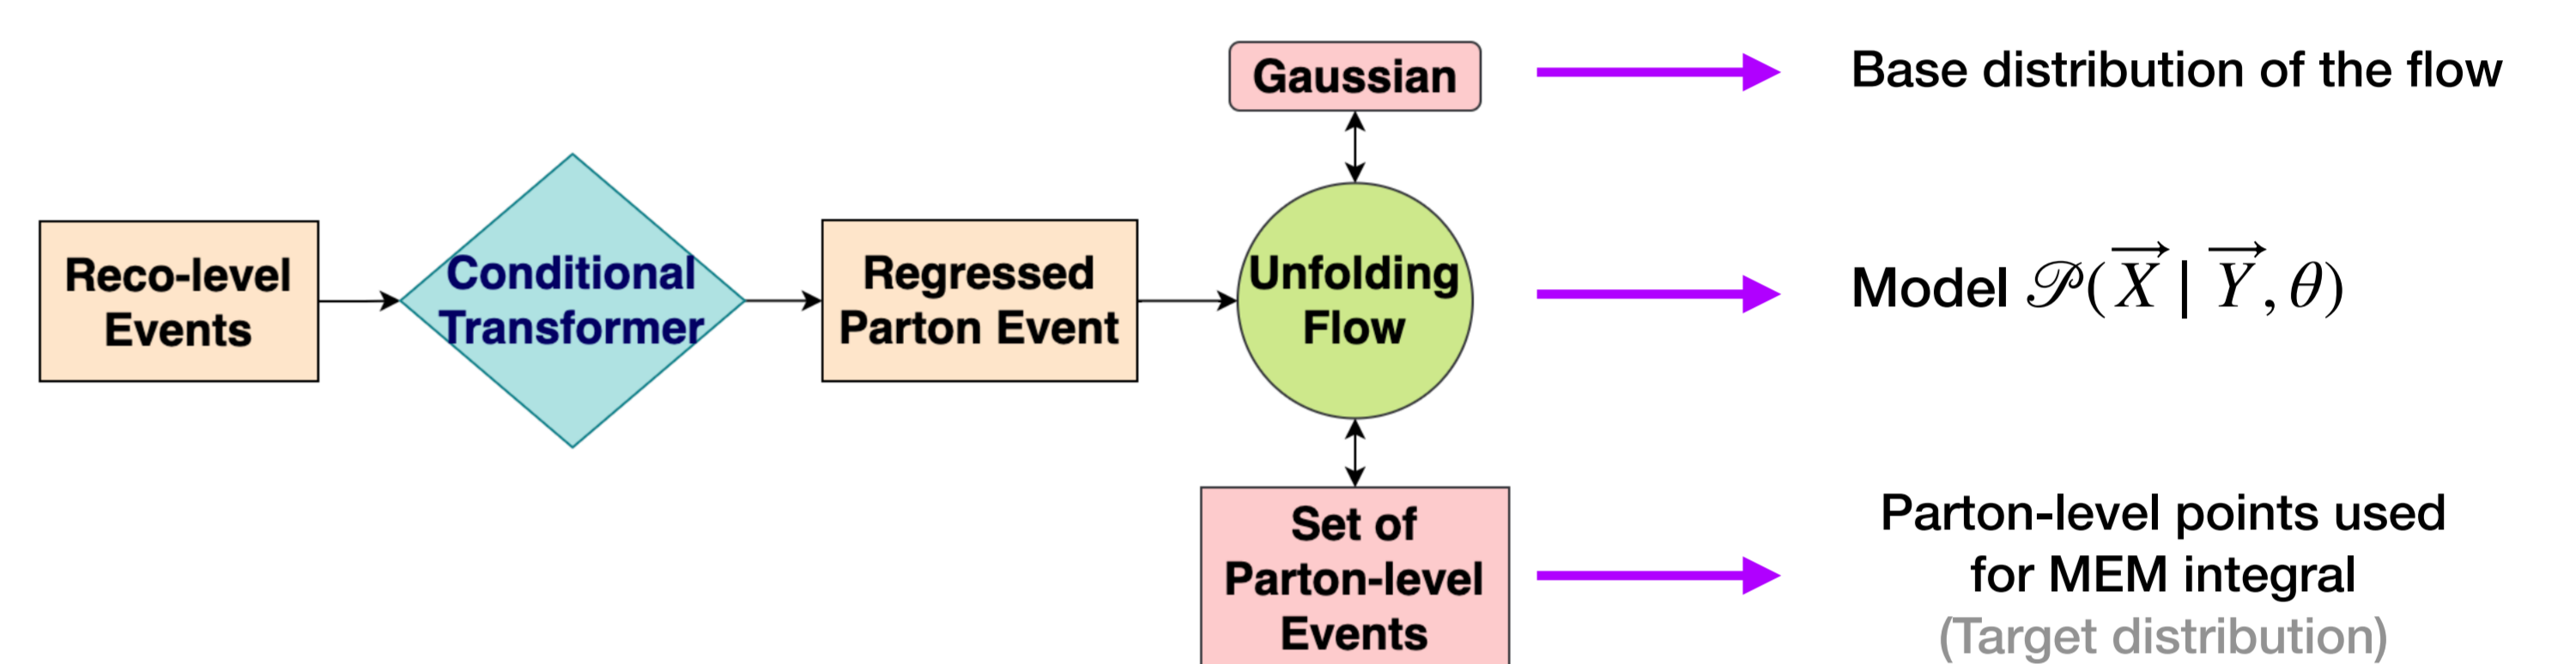 Gaussian
Base distribution of the flow
Reco-level
Events
Conditional
Transformer
Regressed
Parton Event
Unfolding
Flow
Model 𝒫(X⃗ | Y⃗, θ)
Set of
Parton-level
Events
Parton-level points used
for MEM integral
(Target distribution)